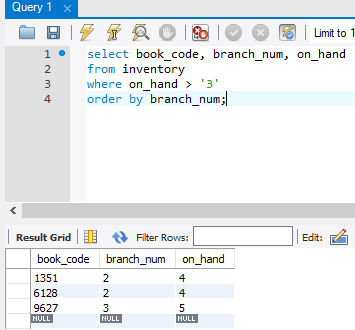 Query 1
Limit to 1
1 select book_code, branch_num, on_hand
2 from inventory
3 where on_hand > '3'
4 order by branch_num;
Result Grid Filter Rows: Edit:
book_code branch_num on_hand
1351 2 4
6128 2 4
9627 3 5
NULL NULL NULL